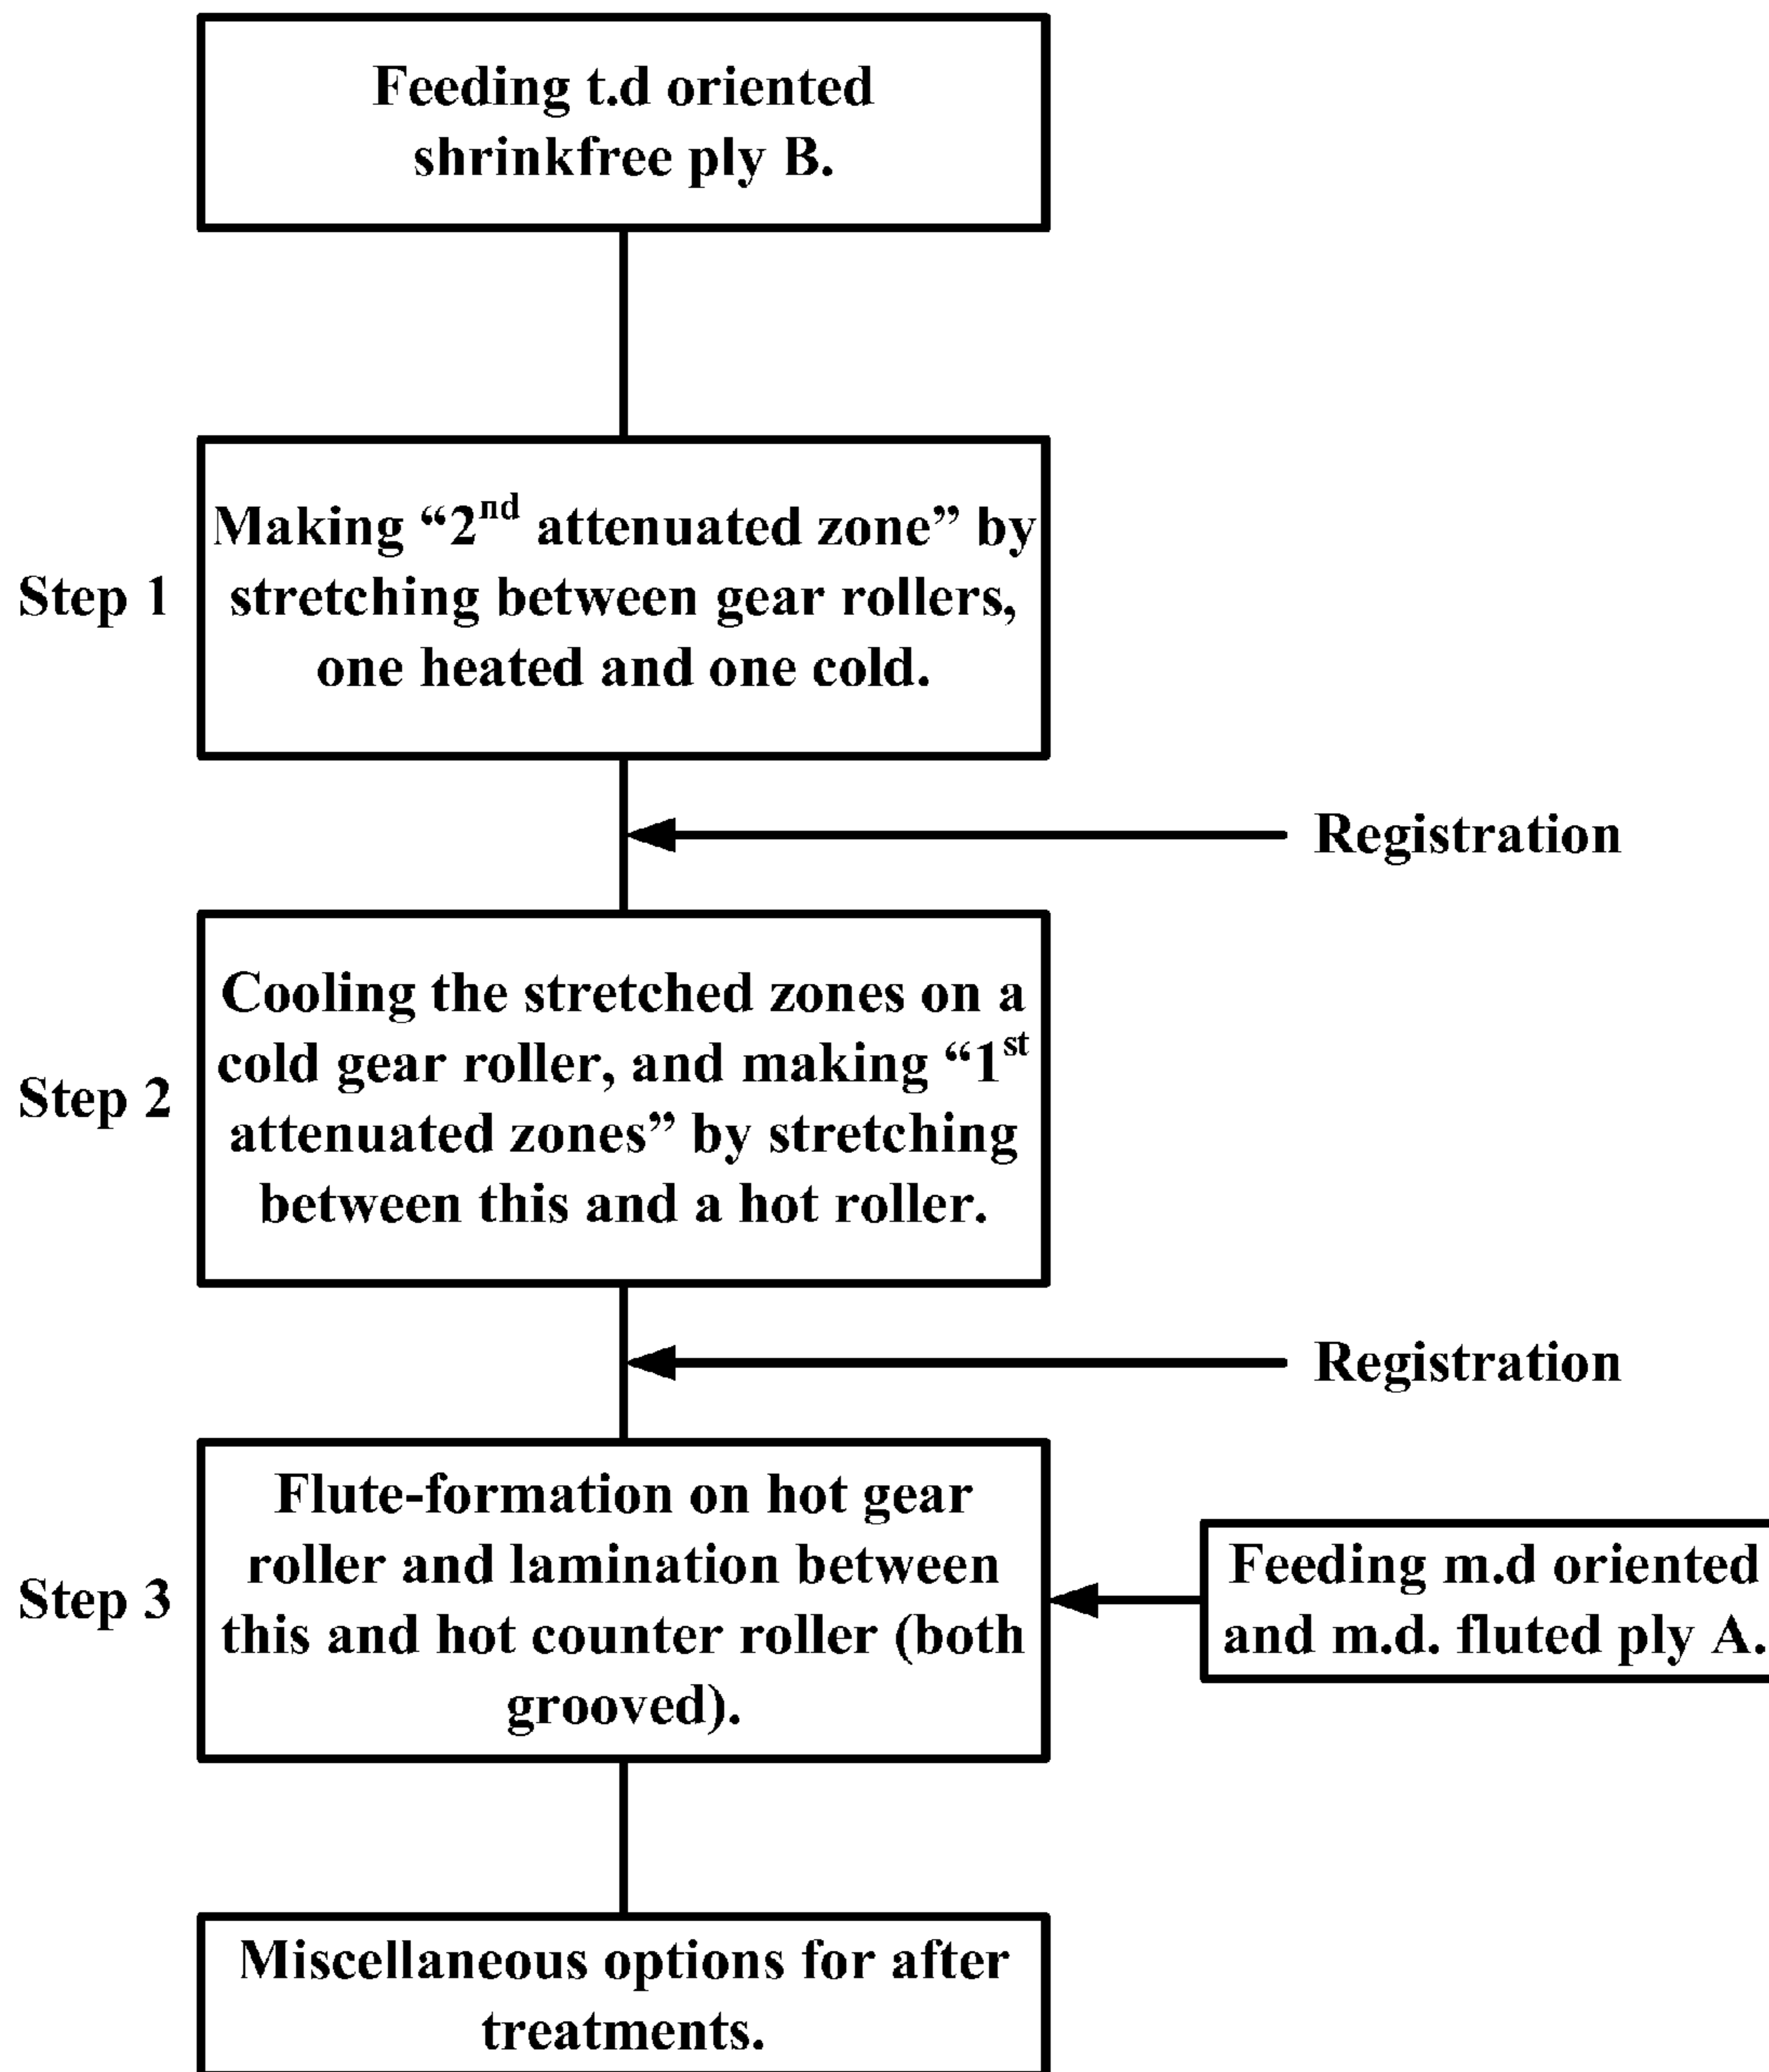 Feeding t.d oriented
shrinkfree ply B.
Step 1
Making “2nd attenuated zone” by
stretching between gear rollers,
one heated and one cold.
Registration
Step 2
Cooling the stretched zones on a
cold gear roller, and making “1st
attenuated zones” by stretching
between this and a hot roller.
Registration
Step 3
Flute-formation on hot gear
roller and lamination between
this and hot counter roller (both
grooved).
Feeding m.d oriented
and m.d. fluted ply A.
Miscellaneous options for after
treatments.